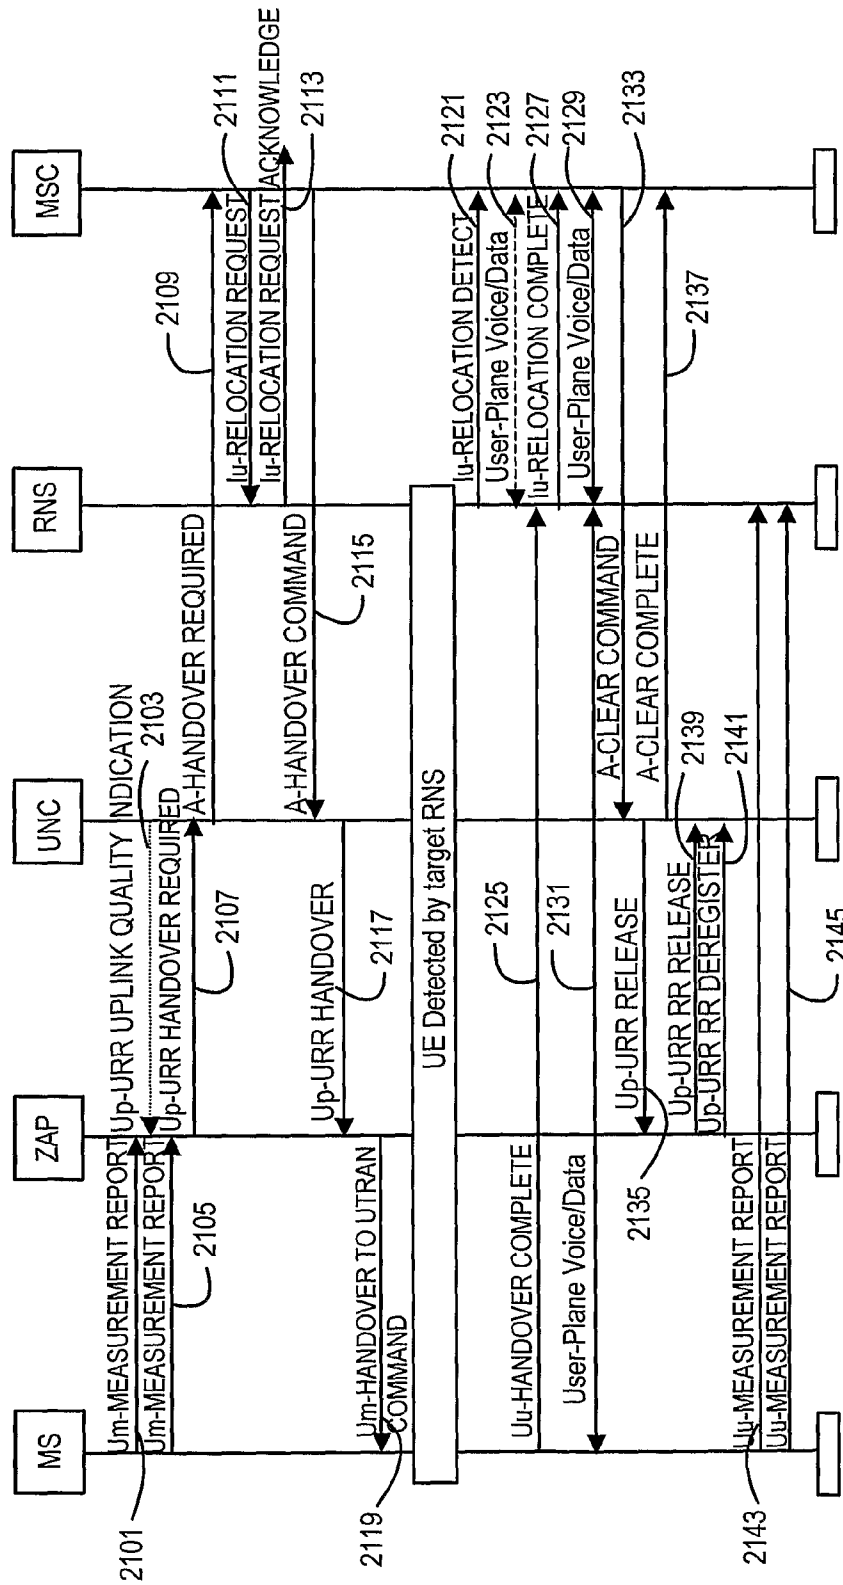 MS
ZAP
UNC
RNS
MSC
Um-MEASUREMENT REPORT
2101
Up-URR UPLINK QUALITY INDICATION
2103
Um-MEASUREMENT REPORT
2105
Up-URR HANDOVER REQUIRED
2107
A-HANDOVER REQUIRED
2109
Iu-RELOCATION REQUEST
2111
Iu-RELOCATION REQUEST ACKNOWLEDGE
2113
A-HANDOVER COMMAND
2115
Up-URR HANDOVER
2117
Um-HANDOVER TO UTRAN
COMMAND
2119
UE Detected by target RNS
Iu-RELOCATION DETECT
2121
User-Plane Voice/Data
2123
Uu-HANDOVER COMPLETE
2125
Iu-RELOCATION COMPLETE
2127
User-Plane Voice/Data
2129
User-Plane Voice/Data
2131
A-CLEAR COMMAND
2133
Up-URR RELEASE
2135
A-CLEAR COMPLETE
2137
Up-URR RR RELEASE
2139
Up-URR RR DEREGISTER
2141
Uu-MEASUREMENT REPORT
2143
Uu-MEASUREMENT REPORT
2145